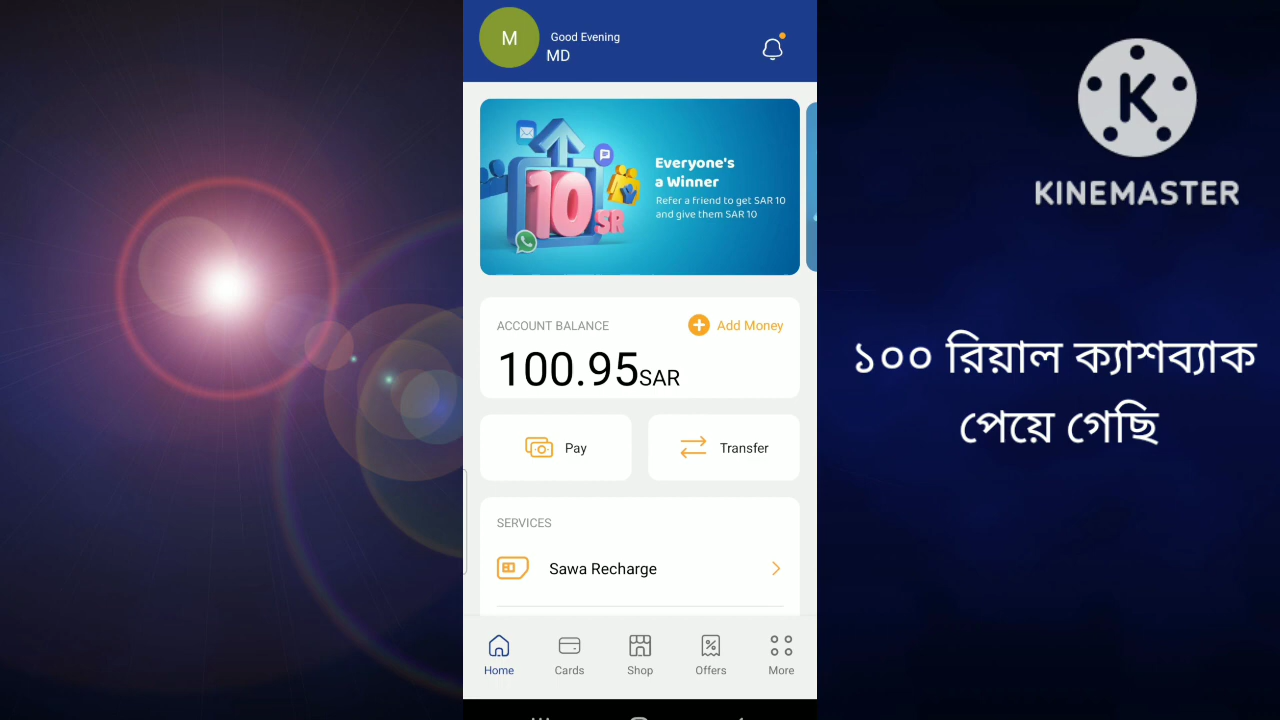 M
Good Evening
MD
10
SR
Everyone's
a Winner
Refer a friend to get SAR 10
and give them SAR 10
ACCOUNT BALANCE
Add Money
100.95SAR
Pay
Transfer
SERVICES
Sawa Recharge
Home
Cards
Shop
Offers
More
K
KINEMASTER
১০০ রিয়াল ক্যাশব্যাক
পেয়ে গেছি